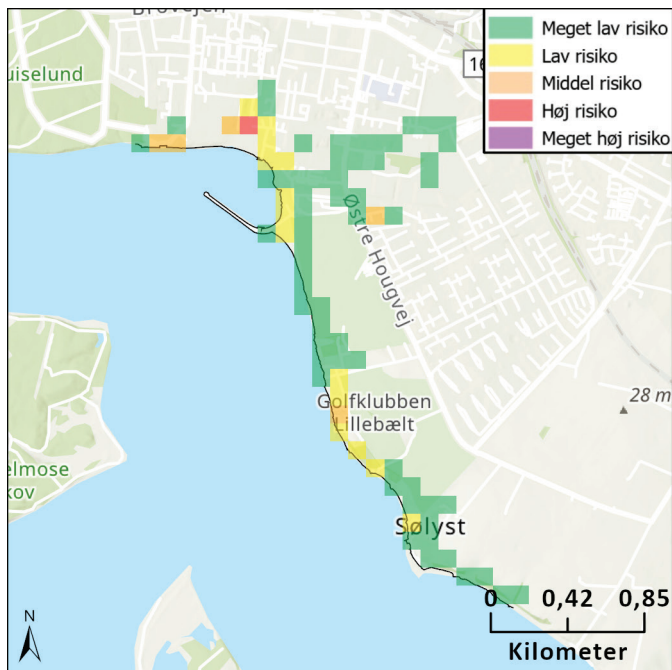 Brovejen
uiselund
16
Meget lav risiko
Lav risiko
Middel risiko
Høj risiko
Meget høj risiko
Østre Hougvej
Golfklubben
Lillebælt
28 m
elmose
kov
Sølyst
N
0 0,42 0,85
Kilometer